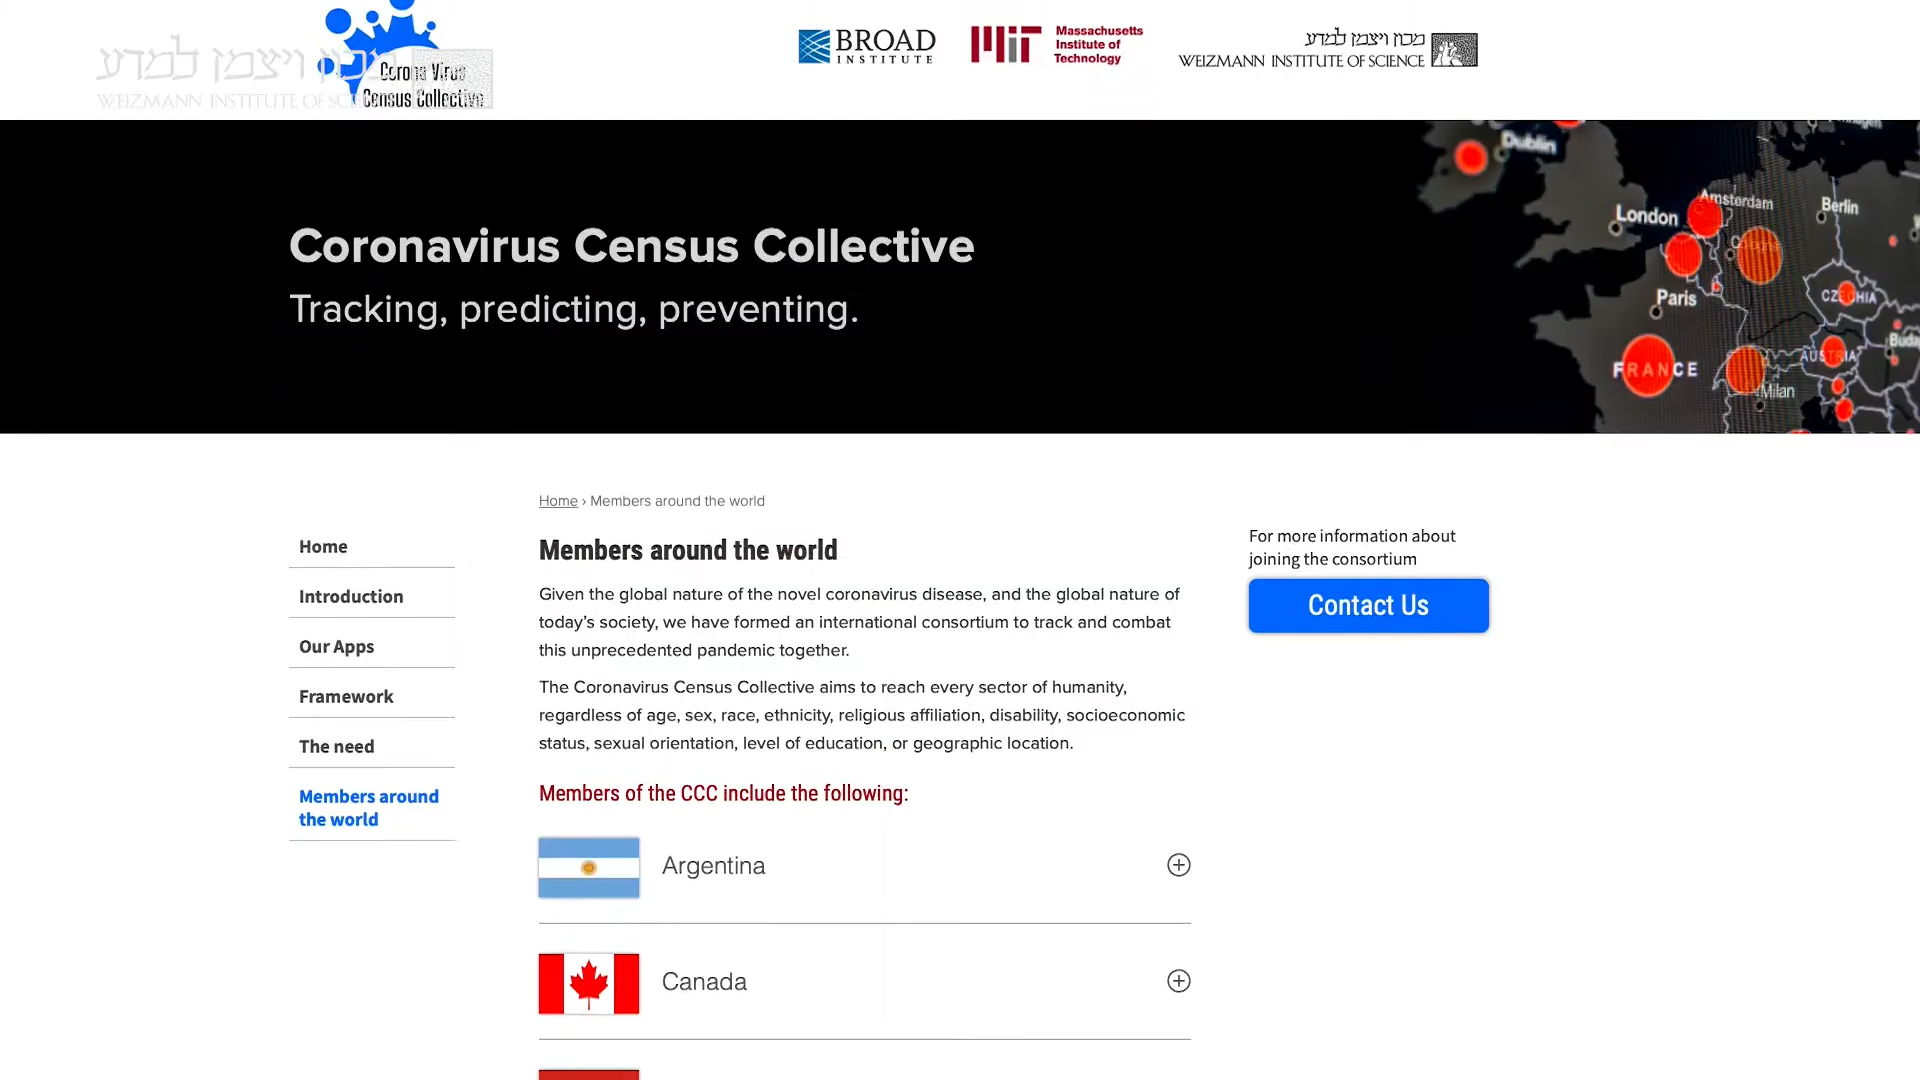 מכון ויצמן למדע
WEIZMANN INSTITUTE OF SCIENCE
Corona Virus
Census Collective
BROAD
INSTITUTE
MIT
Massachusetts
Institute of
Technology
מכון ויצמן למדע
WEIZMANN INSTITUTE OF SCIENCE
Coronavirus Census Collective
Tracking, predicting, preventing.
Dublin
Amsterdam
London
Berlin
Cologne
Paris
CZECHIA
FRANCE
AUSTRIA
Milan
Home › Members around the world
Home
Introduction
Our Apps
Framework
The need
Members around
the world
Members around the world
Given the global nature of the novel coronavirus disease, and the global nature of
today’s society, we have formed an international consortium to track and combat
this unprecedented pandemic together.
The Coronavirus Census Collective aims to reach every sector of humanity,
regardless of age, sex, race, ethnicity, religious affiliation, disability, socioeconomic
status, sexual orientation, level of education, or geographic location.
Members of the CCC include the following:
Argentina
Canada
For more information about
joining the consortium
Contact Us